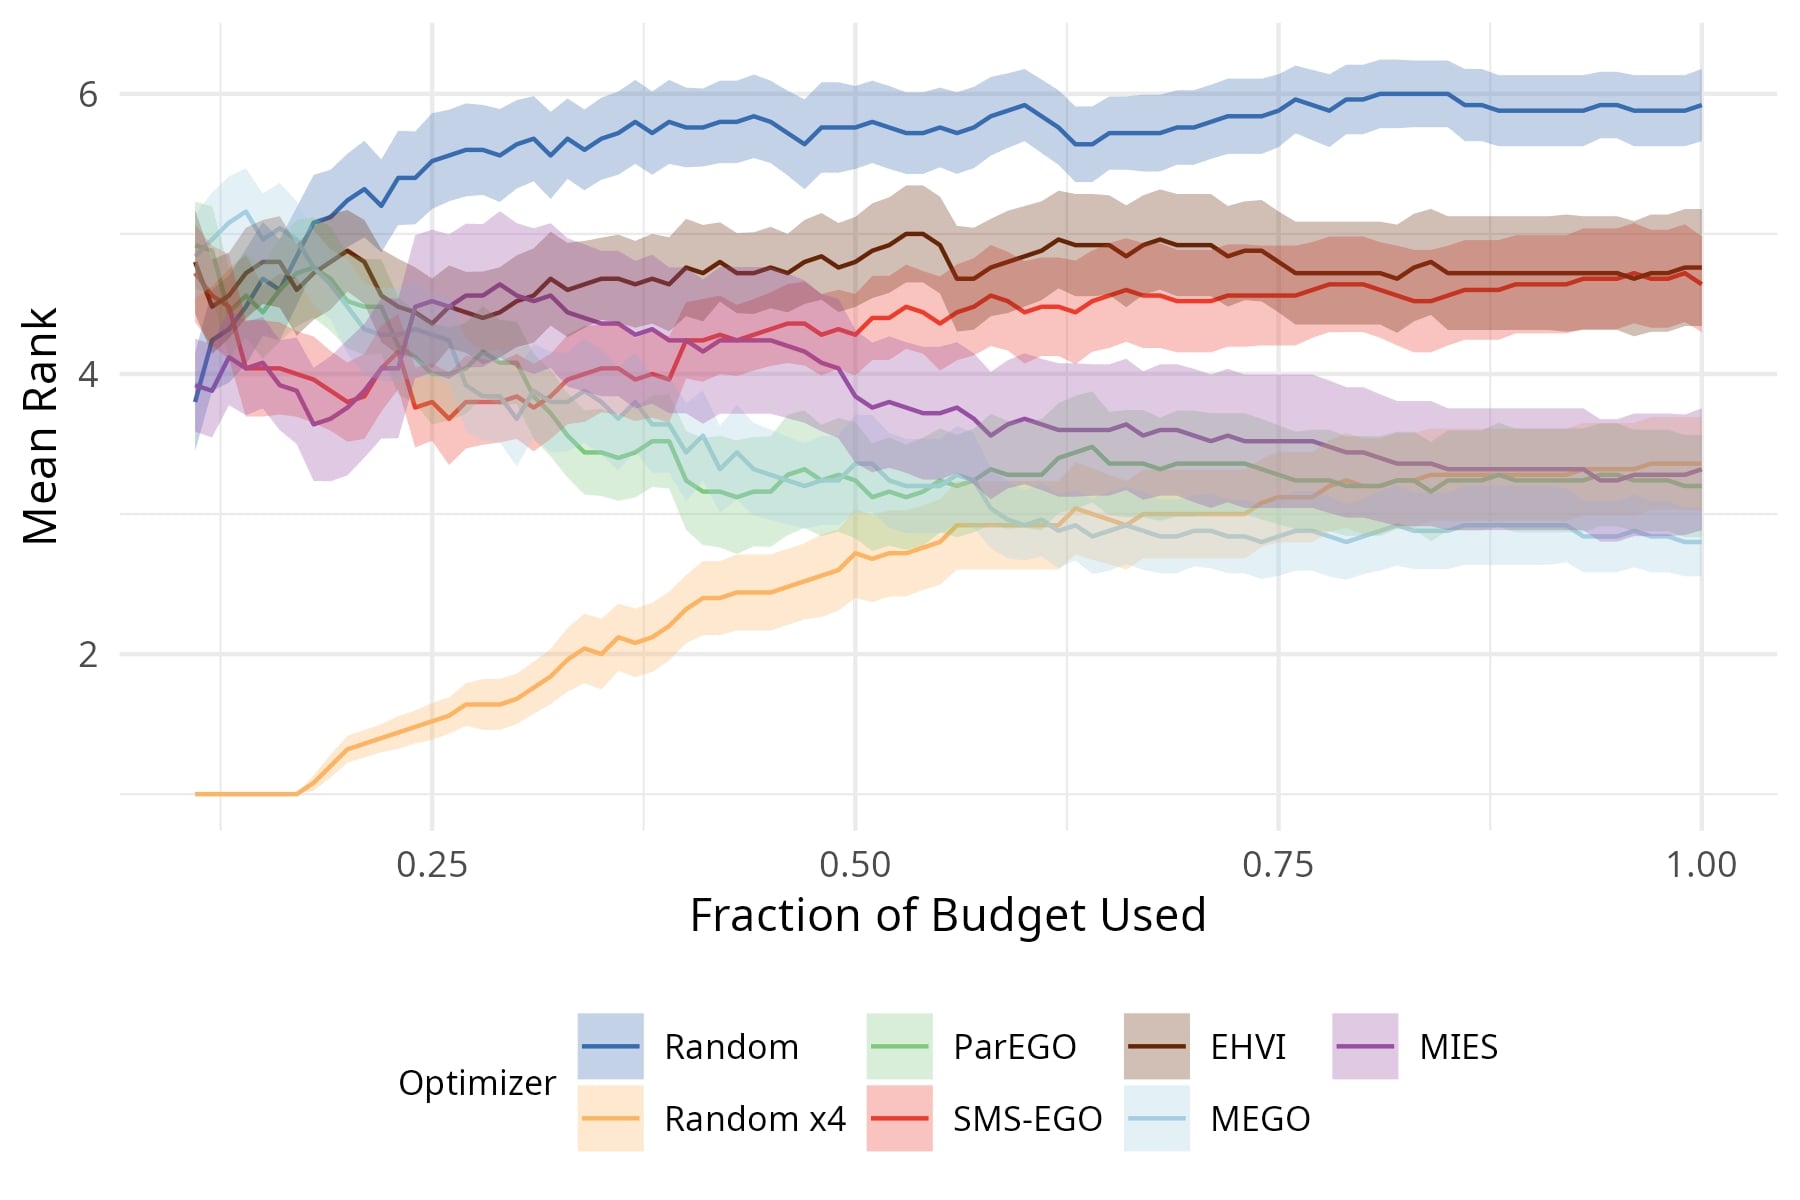 Mean Rank
6
4
2
0.25 0.50 0.75 1.00
Fraction of Budget Used
Optimizer
Random ParEGO EHVI MIES
Random x4 SMS-EGO MEGO